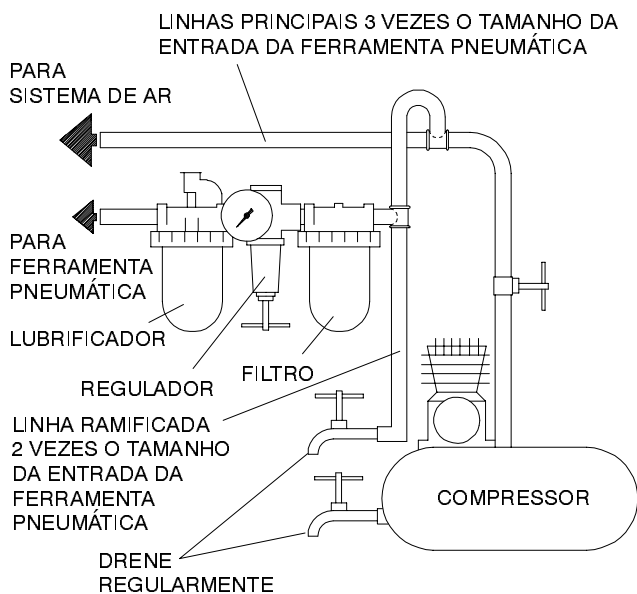 LINHAS PRINCIPAIS 3 VEZES O TAMANHO DA
ENTRADA DA FERRAMENTA PNEUMÁTICA
PARA
SISTEMA DE AR
PARA
FERRAMENTA
PNEUMÁTICA
LUBRIFICADOR
REGULADOR
FILTRO
LINHA RAMIFICADA
2 VEZES O TAMANHO
DA ENTRADA DA
FERRAMENTA
PNEUMÁTICA
COMPRESSOR
DRENE
REGULARMENTE